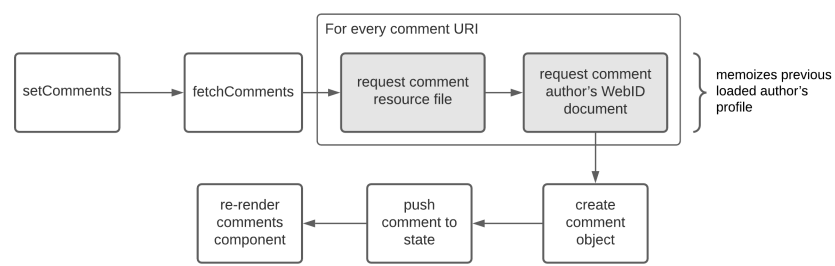 For every comment URI
setComments
fetchComments
request comment
resource file
request comment
author's WebID
document
memoizes previous
loaded author's
profile
re-render
comments
component
push
comment to
state
create
comment
object